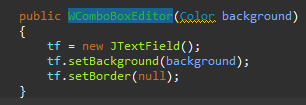 public WComboBoxEditor(Color background)
{
tf = new JTextField();
tf.setBackground(background);
tf.setBorder(null);
}